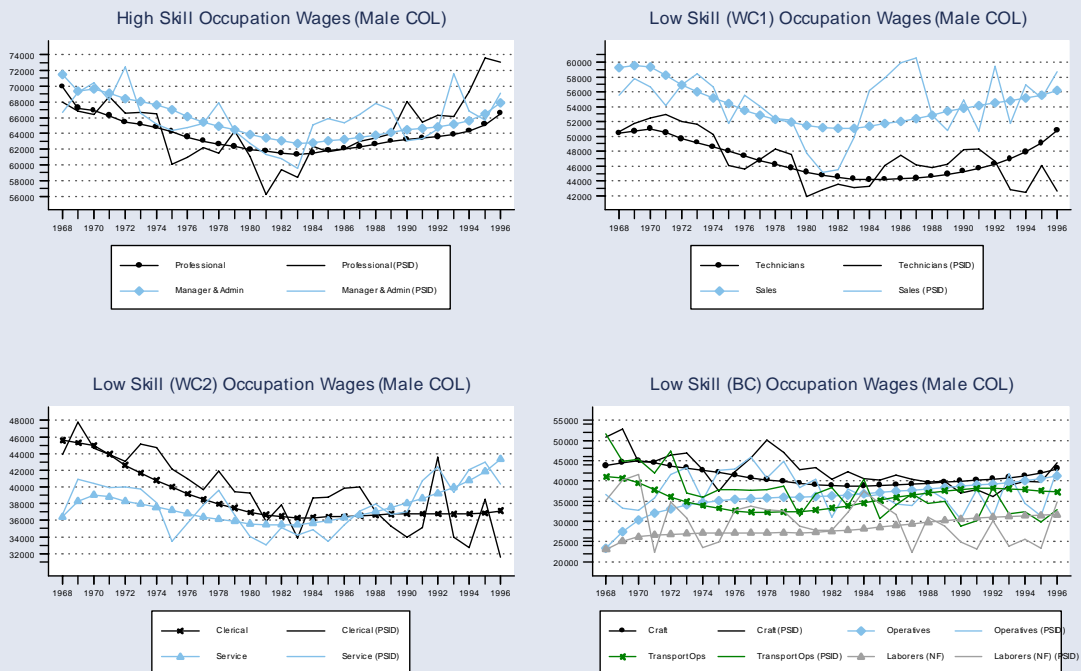 High Skill Occupation Wages (Male COL)
74000
72000
70000
68000
66000
64000
62000
60000
58000
56000
1968 1970 1972 1974 1976 1978 1980 1982 1984 1986 1988 1990 1992 1994 1996
Professional Professional (PSID)
Manager & Admin Manager & Admin (PSID)
Low Skill (WC1) Occupation Wages (Male COL)
60000
58000
56000
54000
52000
50000
48000
46000
44000
42000
1968 1970 1972 1974 1976 1978 1980 1982 1984 1986 1988 1990 1992 1994 1996
Technicians Technicians (PSID)
Sales Sales (PSID)
Low Skill (WC2) Occupation Wages (Male COL)
48000
46000
44000
42000
40000
38000
36000
34000
32000
1968 1970 1972 1974 1976 1978 1980 1982 1984 1986 1988 1990 1992 1994 1996
Clerical Clerical (PSID)
Service Service (PSID)
Low Skill (BC) Occupation Wages (Male COL)
55000
50000
45000
40000
35000
30000
25000
20000
1968 1970 1972 1974 1976 1978 1980 1982 1984 1986 1988 1990 1992 1994 1996
Craft Craft (PSID) Operatives Operatives (PSID)
Transport Ops Transport Ops (PSID) Laborers (NF) Laborers (NF) (PSID)